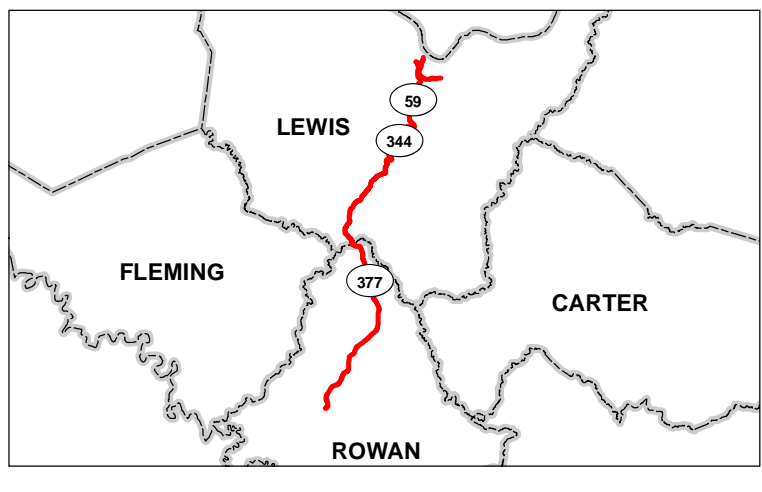 59
LEWIS
344
FLEMING
377
CARTER
ROWAN